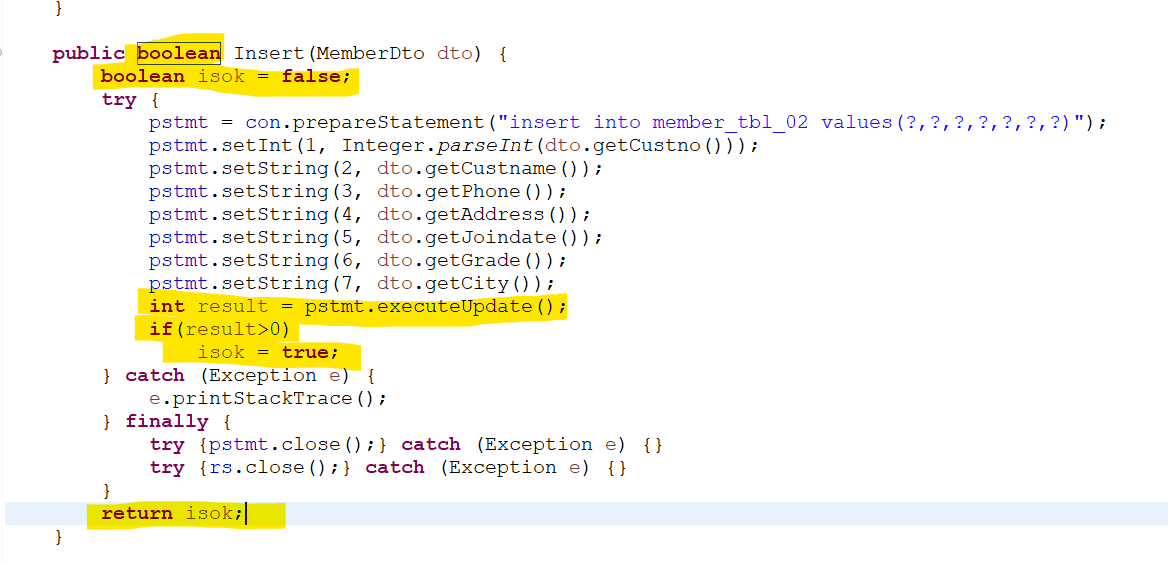 }
public boolean Insert(MemberDto dto) {
boolean isok = false;
try {
pstmt = con.prepareStatement("insert into member_tbl_02 values(?,?,?,?,?,?,?)");
pstmt.setInt(1, Integer.parseInt(dto.getCustno()));
pstmt.setString(2, dto.getCustname());
pstmt.setString(3, dto.getPhone());
pstmt.setString(4, dto.getAddress());
pstmt.setString(5, dto.getJoindate());
pstmt.setString(6, dto.getGrade());
pstmt.setString(7, dto.getCity());
int result = pstmt.executeUpdate();
if(result>0)
isok = true;
} catch (Exception e) {
e.printStackTrace();
} finally {
try {pstmt.close();} catch (Exception e) {}
try {rs.close();} catch (Exception e) {}
}
return isok;
}